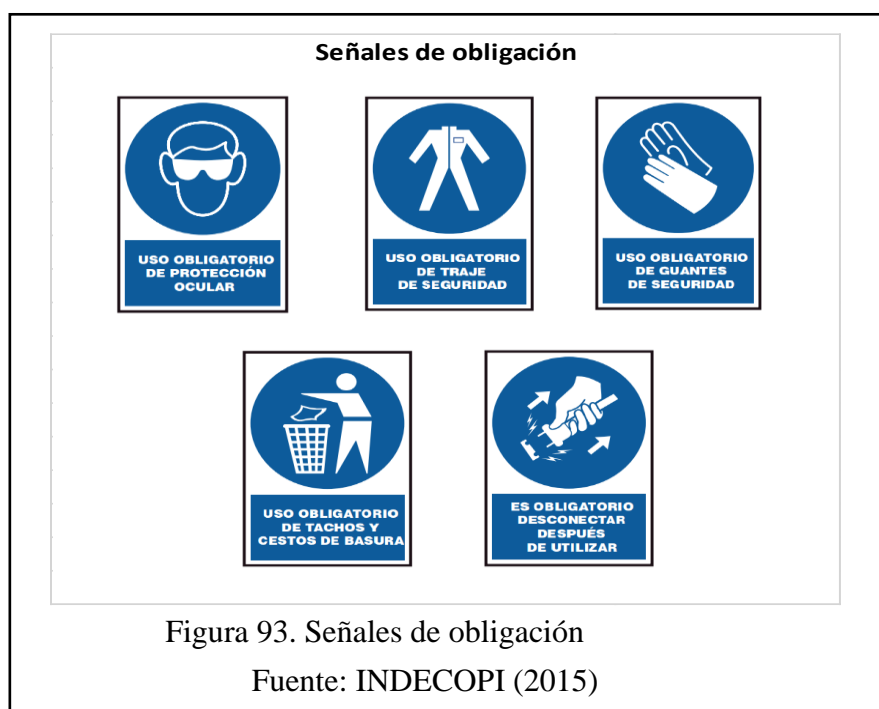 Señales de obligación
USO OBLIGATORIO
DE PROTECCIÓN
OCULAR
USO OBLIGATORIO
DE TRAJE
DE SEGURIDAD
USO OBLIGATORIO
DE GUANTES
DE SEGURIDAD
USO OBLIGATORIO
DE TACHOS Y
CESTOS DE BASURA
ES OBLIGATORIO
DESCONECTAR
DESPUÉS
DE UTILIZAR
Figura 93. Señales de obligación
Fuente: INDECOPI (2015)